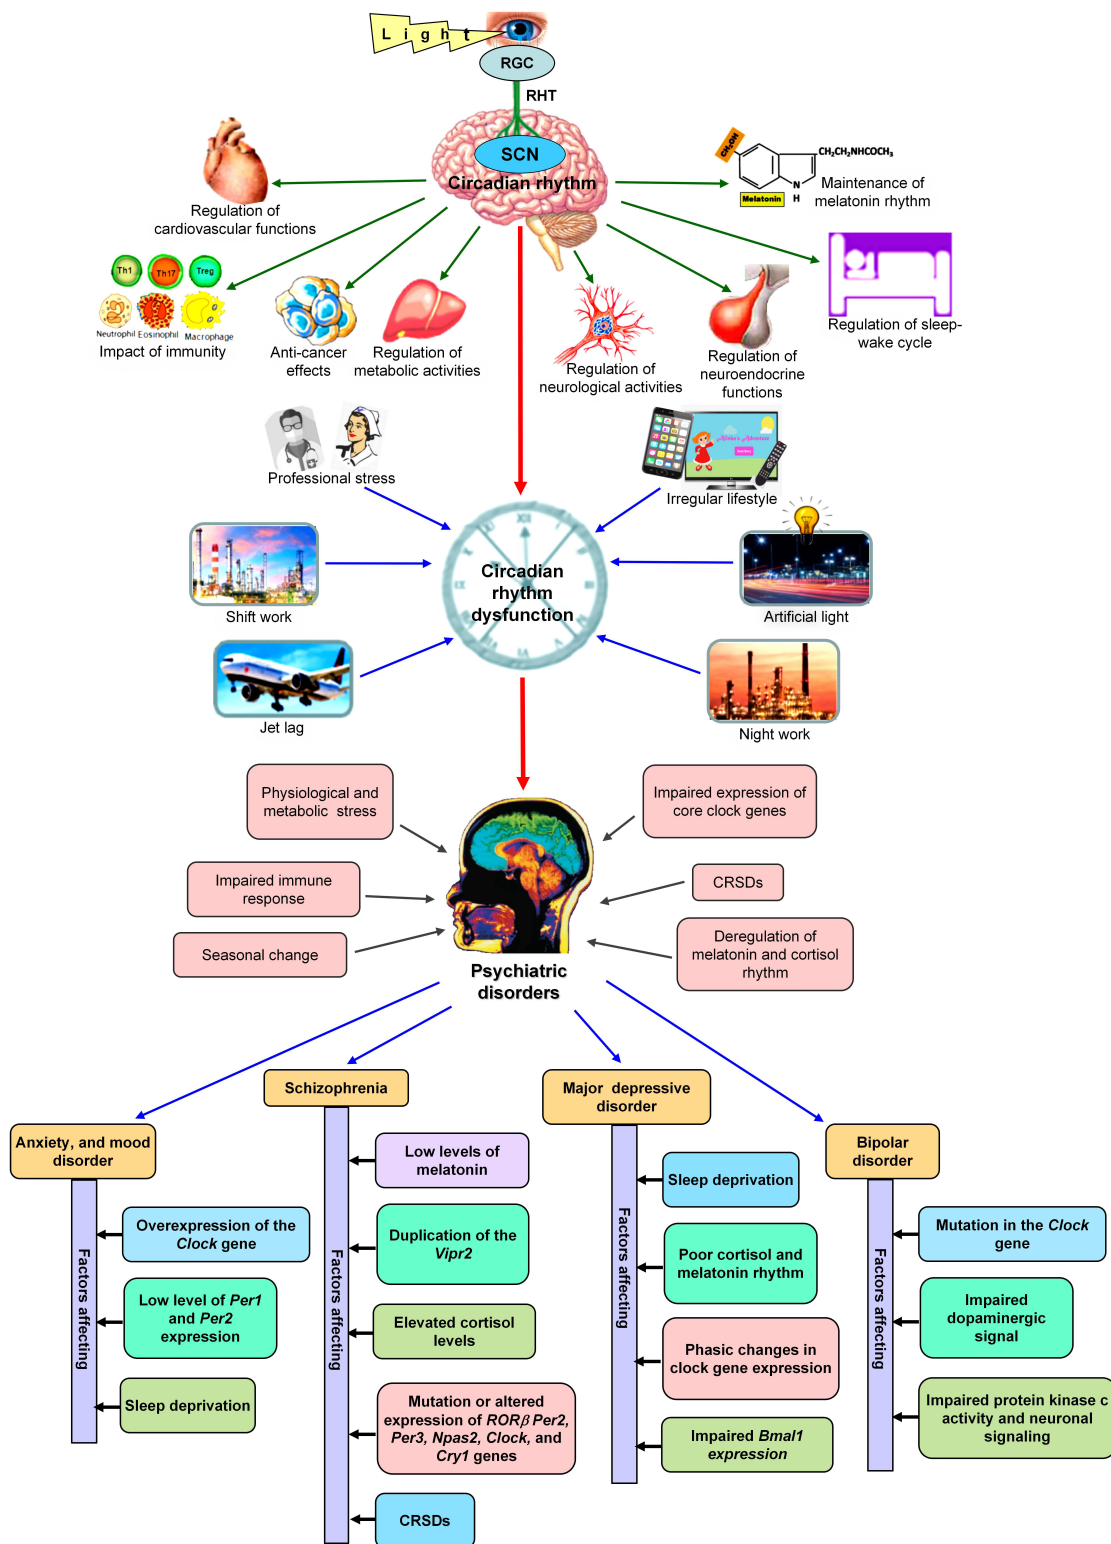 Light
RGC
RHT
SCN
Circadian rhythm
CH₂OH
CH₂CH₂NHCOCH₃
N
H
Melatonin
Maintenance of
melatonin rhythm
Regulation of
cardiovascular functions
Th1
Th17
Treg
Neutrophil
Eosinophil
Macrophage
Impact of immunity
Anti-cancer
effects
Regulation of
metabolic activities
Regulation of
neurological activities
Regulation of
neuroendecrine
functions
Regulation of sleep-
wake cycle
Professional stress
Irregular lifestyle
Shift work
XII
Circadian
rhythm
dysfunction
Artificial light
Jet lag
Night work
Physiological and
metabolic stress
Impaired expression of
core clock genes
Impaired immune
response
CRSDs
Seasonal change
Deregulation of
melatonin and cortisol
rhythm
Psychiatric
disorders
Anxiety, and mood
disorder
Factors affecting
Overexpression of the
Clock gene
Low level of Per1
and Per2
expression
Sleep deprivation
Schizophrenia
Factors affecting
Low levels of
melatonin
Duplication of the
Vipr2
Elevated cortisol
levels
Mutation or altered
expression of RORβ Per2,
Per3, Npas2, Clock, and
Cry1 genes
CRSDs
Major depressive
disorder
Factors affecting
Sleep deprivation
Poor cortisol and
melatonin rhythm
Phasic changes in
clock gene expression
Impaired Bmal1
expression
Bipolar
disorder
Factors affecting
Mutation in the Clock
gene
Impaired
dopaminergic
signal
Impaired protein kinase c
activity and neuronal
signaling